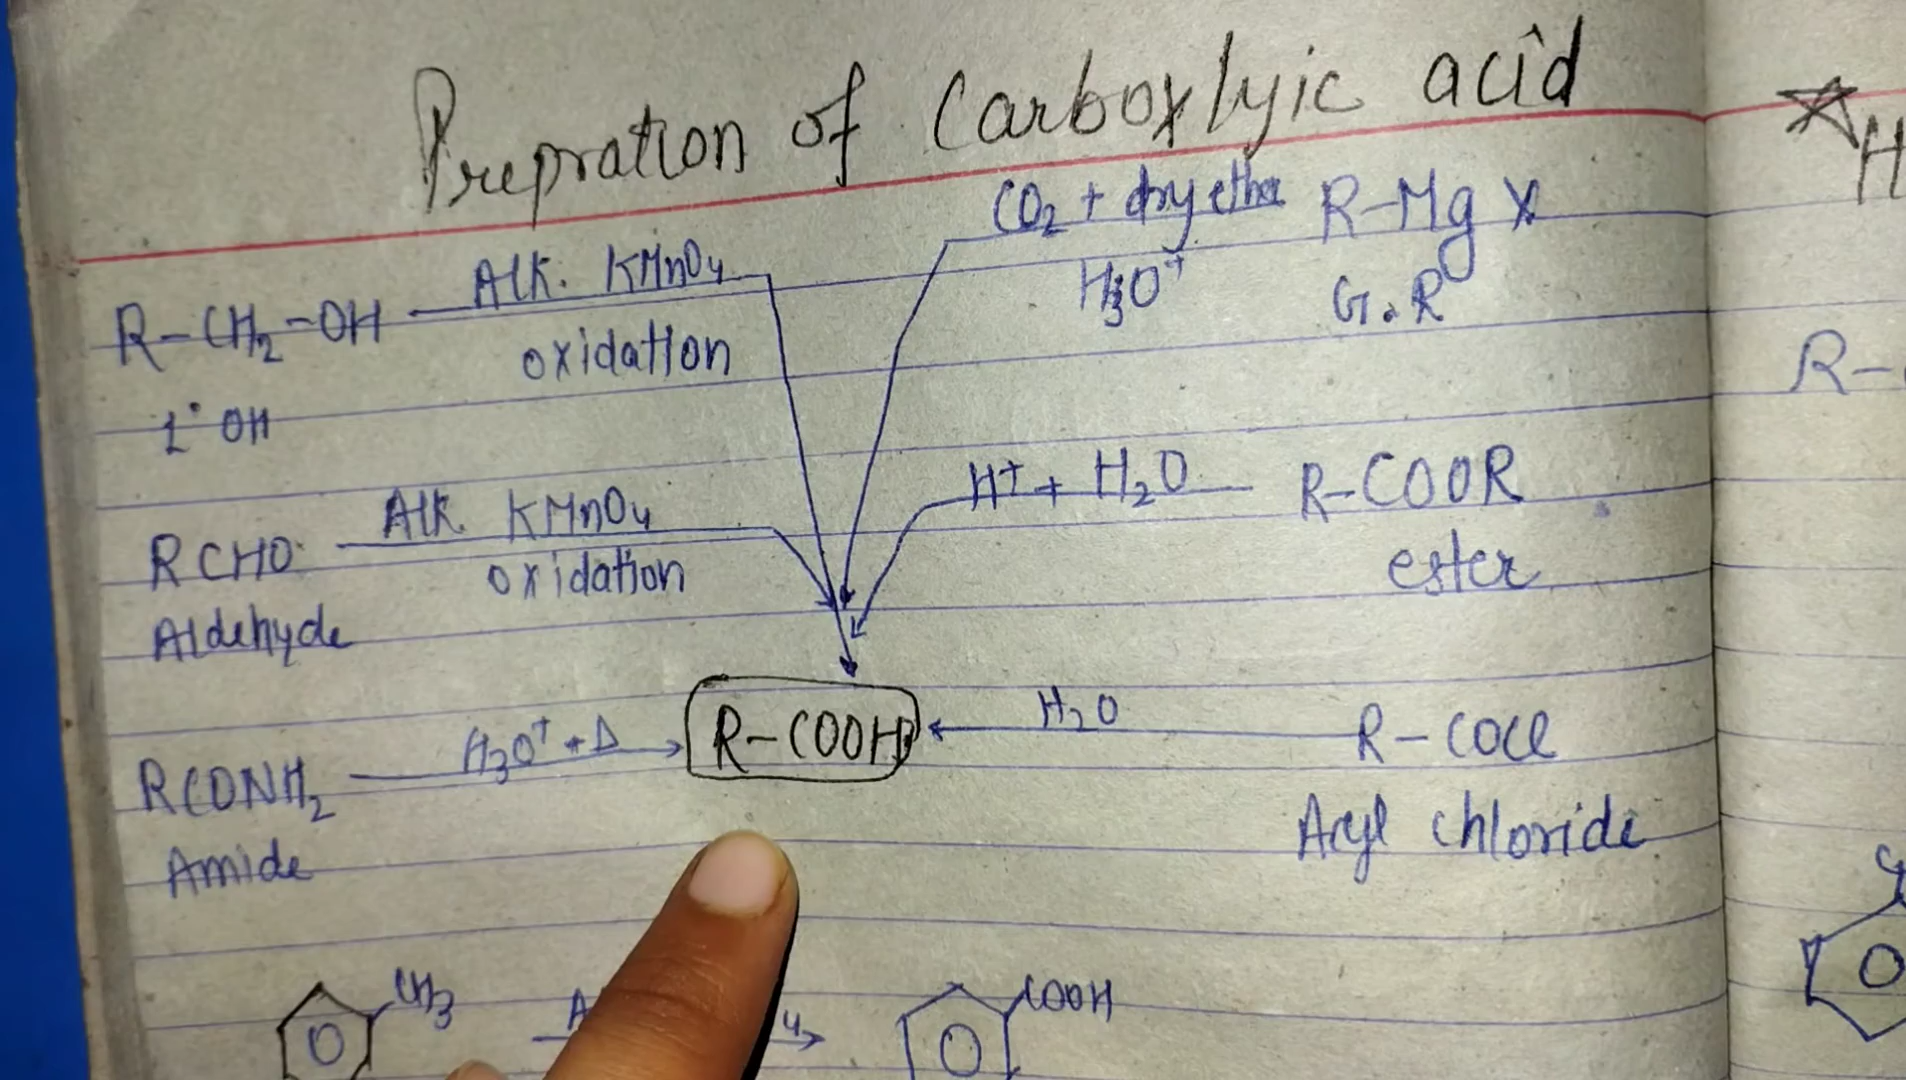 Prepration of Carboxlyic acid
CO2 + dry ether R-Mg X
H3O+ G.R
R-CH2-OH Alk. KMnO4
oxidation
1° OH
H+ + H2O R-COOR
ester
RCHO Alk. KMnO4
oxidation
Aldehyde
RCONH2 H3O+ + Δ R-COOH H2O R-COCl
Amide Acyl chloride
CH3 A 4 COOH
H
R-